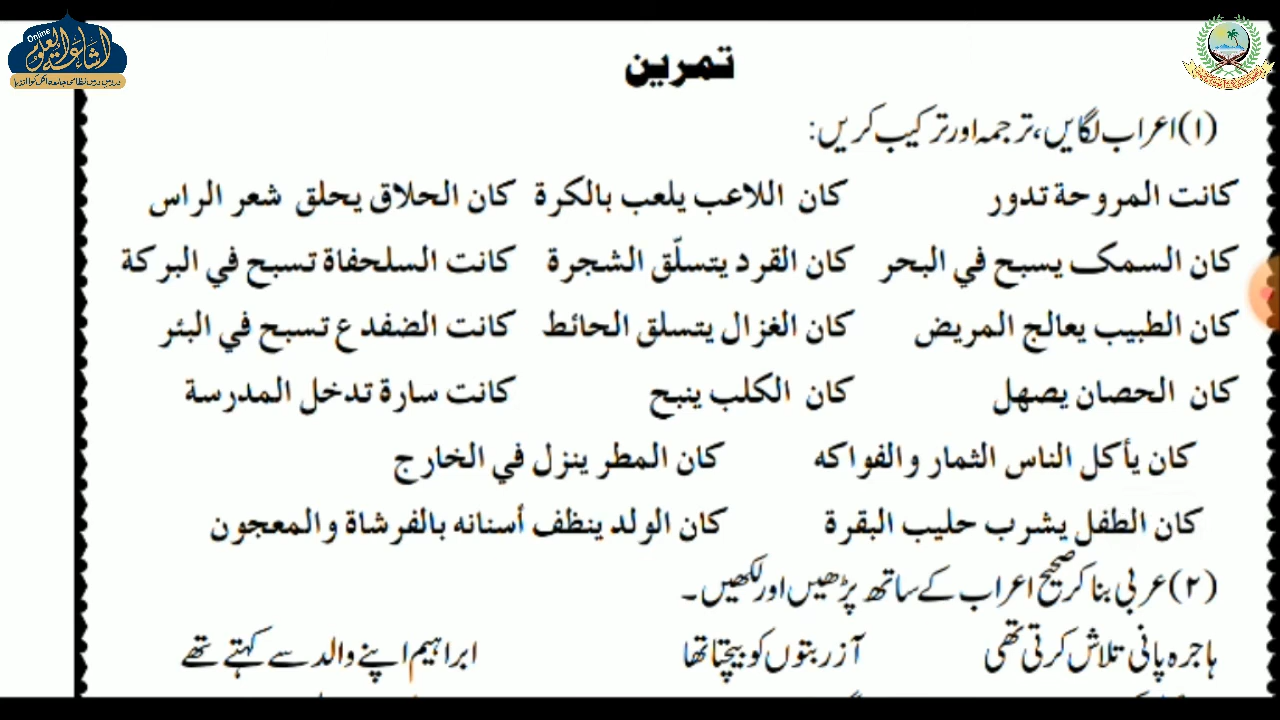 Online
اشاعۃ العلوم
تمرین
(۱) اعراب لگایں، ترجمہ اور ترکیب کریں:
كانت المروحة تدور كان اللاعب يلعب بالكرة كان الحلاق يحلق شعر الراس
كان السمك يسبح في البحر كان القرد يتسلّق الشجرة كانت السلحفاة تسبح في البركة
كان الطبيب يعالج المريض كان الغزال يتسلق الحائط كانت الضفدع تسبح في البئر
كان الحصان يصهل كان الكلب ينبح كانت سارة تدخل المدرسة
كان يأكل الناس الثمار والفواكه كان المطر ينزل في الخارج
كان الطفل يشرب حليب البقرة كان الولد ينظف أسنانه بالفرشاة والمعجون
(۲) عربی بنا کر صحیح اعراب کے ساتھ پڑھیں اور لکھیں۔
ہاجرہ پانی تلاش کرتی تھی آزر بتوں کو بیچتا تھا ابراہیم اپنے والد سے کہتے تھے